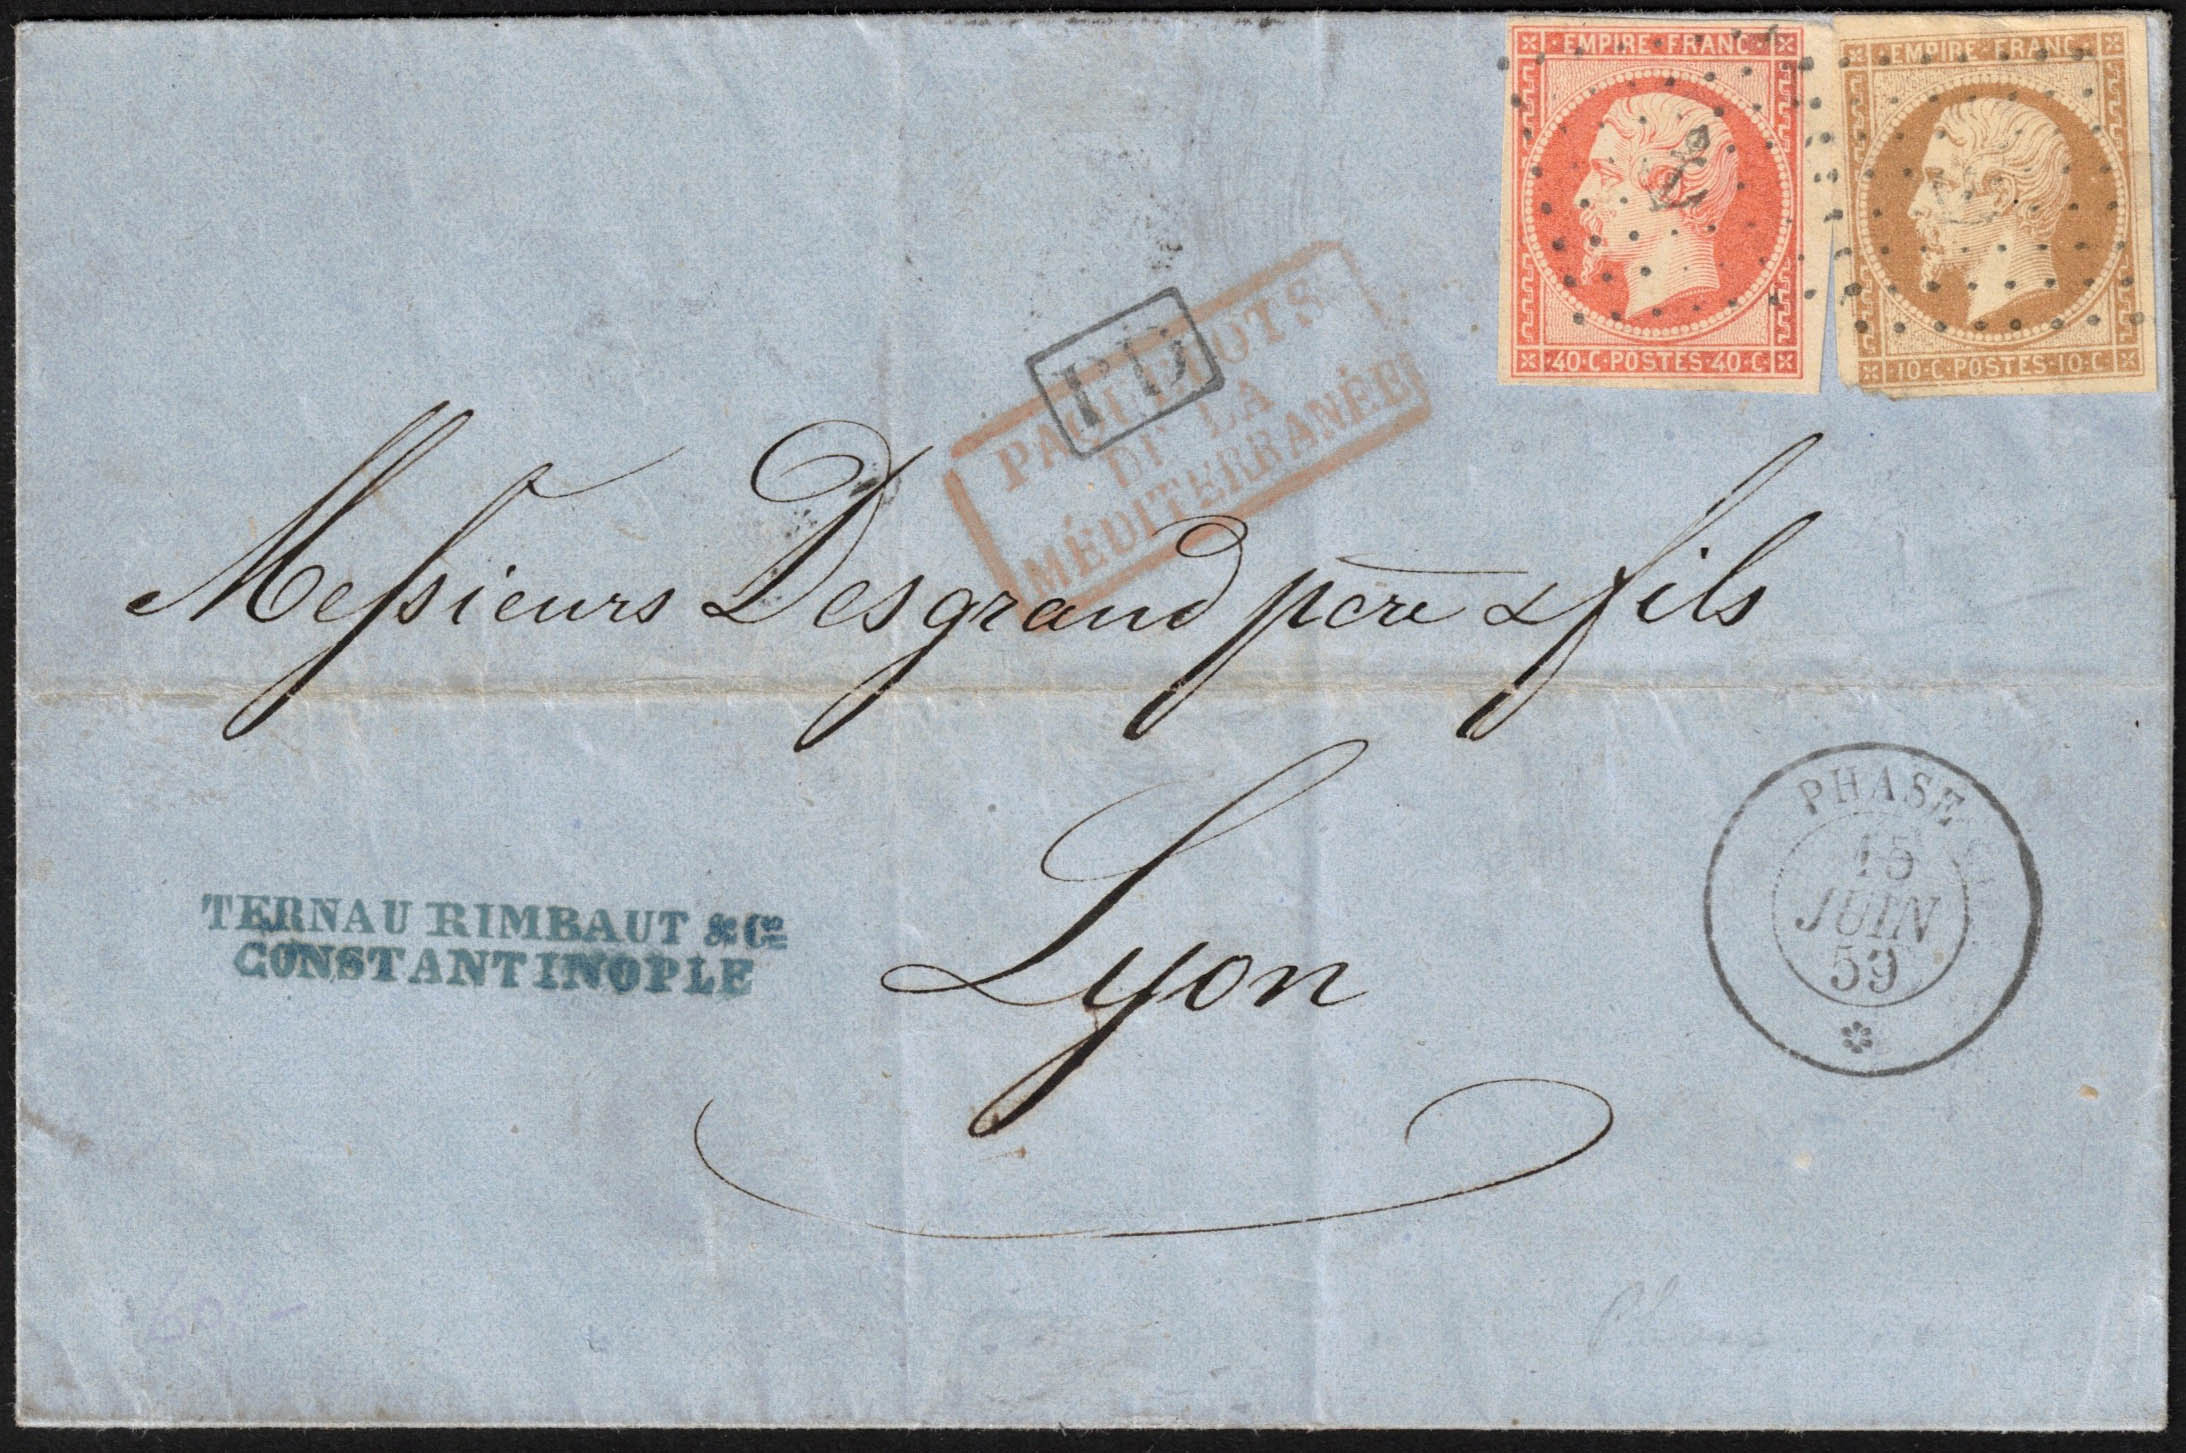 EMPIRE·FRANC·
40·C·POSTES·40·C·
EMPIRE·FRANC·
10·C·POSTES·10·C·
PD
PAQUEBOTS
DE LA
MÉDITERRANÉE
Messieurs Desgrand père & fils
Lyon
TERNAU RIMBAUT & Cie
CONSTANTINOPLE
PHASE
15
JUIN
59